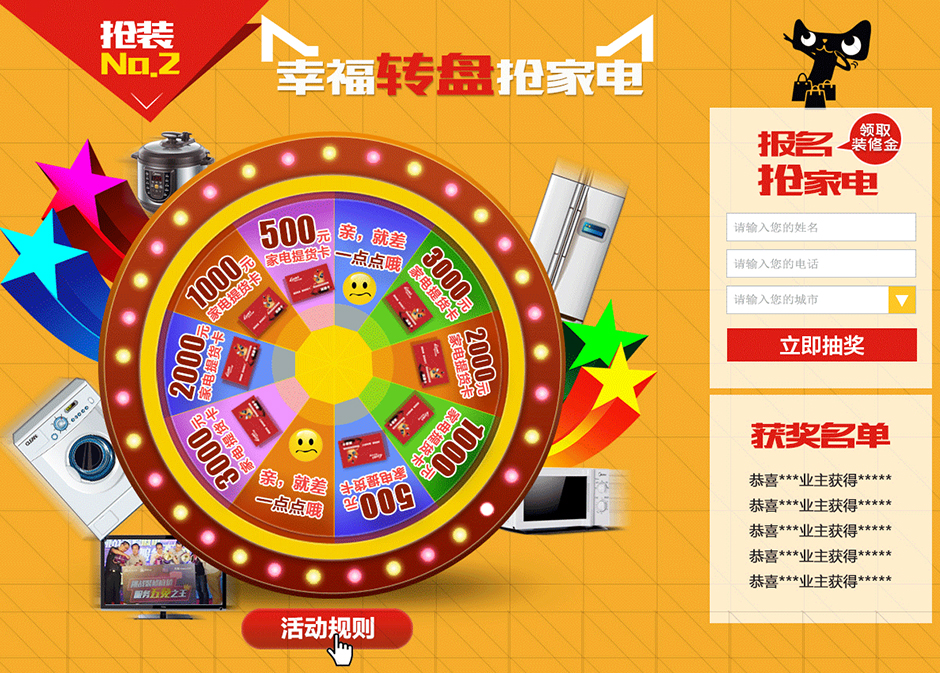 抢装
No.2
幸福转盘抢家电
500元
家电提货卡
亲，就差
一点点哦
3000元
家电提货卡
2000元
家电提货卡
1000元
家电提货卡
500元
家电提货卡
亲，就差
一点点哦
3000元
家电提货卡
2000元
家电提货卡
1000元
家电提货卡
活动规则
报名
领取
装修金
抢家电
请输入您的姓名
请输入您的电话
请输入您的城市
立即抽奖
获奖名单
恭喜***业主获得*****
恭喜***业主获得*****
恭喜***业主获得*****
恭喜***业主获得*****
恭喜***业主获得*****